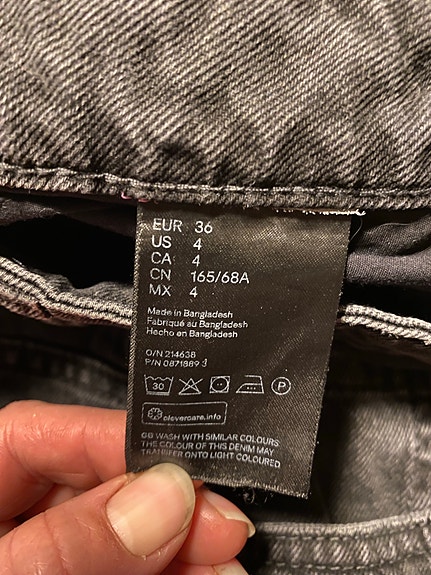 EUR 36
US 4
CA 4
CN 165/68A
MX 4
Made in Bangladesh
Fabriqué au Bangladesh
Hecho en Bangladesh
O/N 214638
P/N 0871889 3
30 P
clevercare.info
GB WASH WITH SIMILAR COLOURS
THE COLOUR OF THIS DENIM MAY
TRANSFER ONTO LIGHT COLOURED